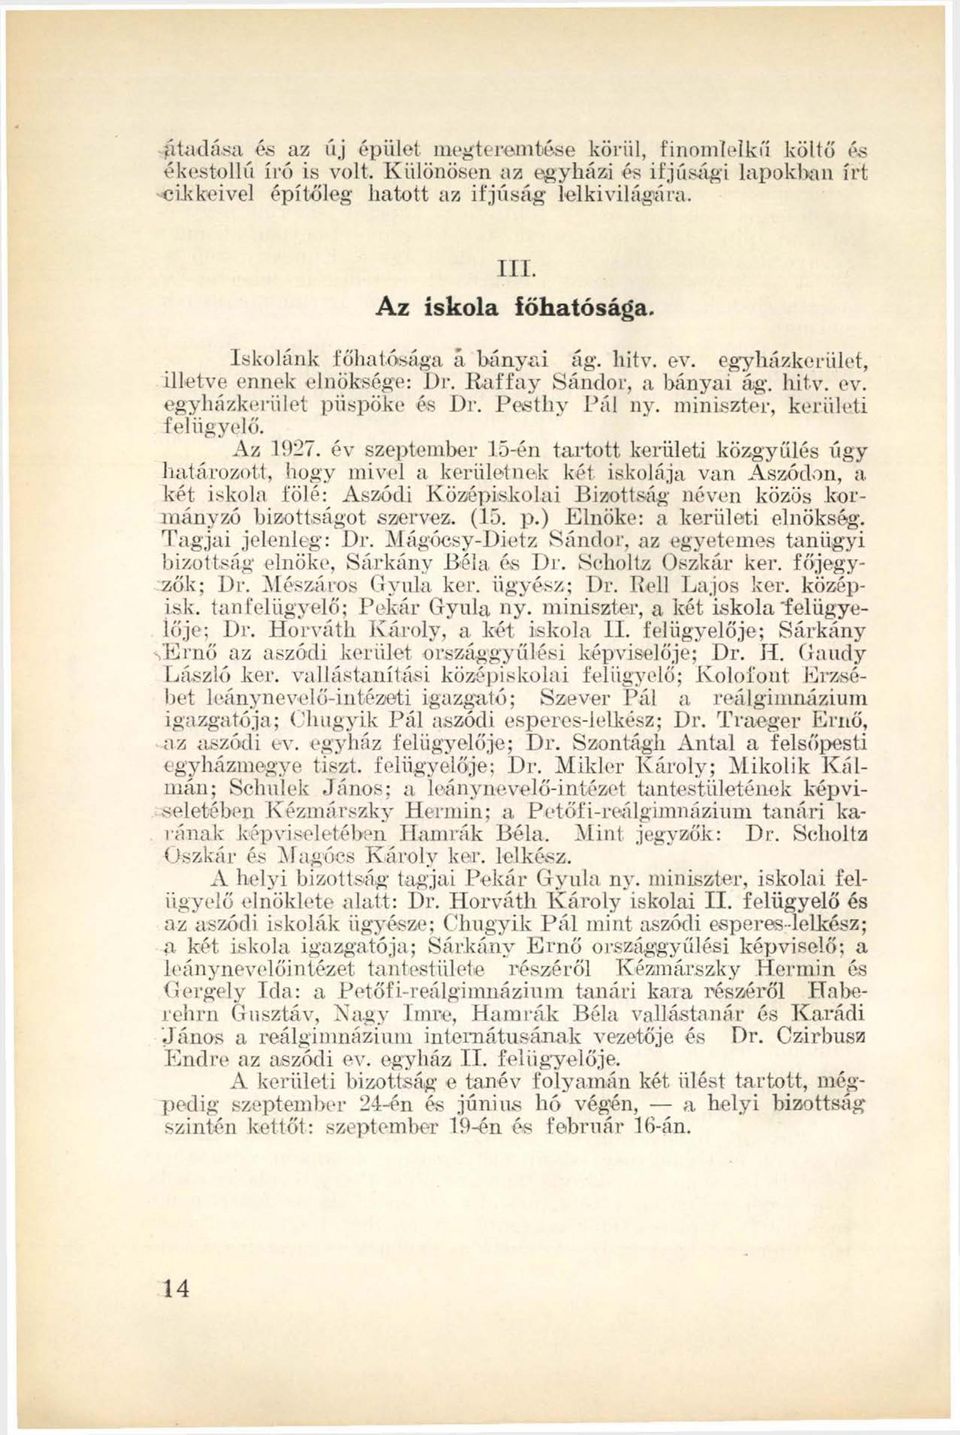 átadása és az új épület megteremtése körül, finomlelkű költő és
ékestollú író is volt. Különösen az egyházi és ifjúsági lapokban írt
cikkeivel építőleg hatott az ifjúság lelkivilágára.
III.
Az iskola főhatósága.
Iskolánk főhatósága a bányai ág. hitv. ev. egyházkerület,
illetve ennek elnöksége: Dr. Raffay Sándor, a bányai ág. hitv. ev.
egyházkerület püspöke és Dr. Pesthy Pál ny. miniszter, kerületi
felügyelő.
Az 1927. év szeptember 15-én tartott kerületi közgyűlés úgy
határozott, hogy mivel a kerületnek két iskolája van Aszódon, a
két iskola fölé: Aszódi Középiskolai Bizottság néven közös kor-
mányzó bizottságot szervez. (15. p.) Elnöke: a kerületi elnökség.
Tagjai jelenleg: Dr. Mágócsy-Dietz Sándor, az egyetemes tanügyi
bizottság elnöke, Sárkány Béla és Dr. Scholtz Oszkár ker. főjegy-
zők; Dr. Mészáros Gyula ker. ügyész; Dr. Rell Lajos ker. közép-
isk. tanfelügyelő; Pekár Gyula ny. miniszter, a két iskola felügye-
lője; Dr. Horváth Károly, a két iskola II. felügyelője; Sárkány
Ernő az aszódi kerület országgyűlési képviselője; Dr. H. Gaudy
László ker. vallástanítási középiskolai felügyelő; Kolofont Erzsé-
bet leánynevelő-intézeti igazgató; Szever Pál a reálgimnázium
igazgatója; Chugyik Pál aszódi esperes-lelkész; Dr. Traeger Ernő,
az aszódi ev. egyház felügyelője; Dr. Szontágh Antal a felsőpesti
egyházmegye tiszt. felügyelője; Dr. Mikler Károly; Mikolik Kál-
mán; Schulek János; a leánynevelő-intézet tantestületének képvi-
seletében Kézmárszky Hermin; a Petőfi-reálgimnázium tanári ka-
rának képviseletében Hamrák Béla. Mint jegyzők: Dr. Scholtz
Oszkár és Magócs Károly ker. lelkész.
A helyi bizottság tagjai Pekár Gyula ny. miniszter, iskolai fel-
ügyelő elnöklete alatt: Dr. Horváth Károly iskolai II. felügyelő és
az aszódi iskolák ügyésze; Chugyik Pál mint aszódi esperes-lelkész;
a két iskola igazgatója; Sárkány Ernő országgyűlési képviselő; a
leánynevelőintézet tantestülete részéről Kézmárszky Hermin és
Gergely Ida: a Petőfi-reálgimnázium tanári kara részéről Habe-
rehrn Gusztáv, Nagy Imre, Hamrák Béla vallástanár és Karádi
János a reálgimnázium internátusának vezetője és Dr. Czirbusz
Endre az aszódi ev. egyház II. felügyelője.
A kerületi bizottság e tanév folyamán két ülést tartott, még-
pedig szeptember 24-én és június hó végén, — a helyi bizottság
szintén kettőt: szeptember 19-én és február 16-án.
14